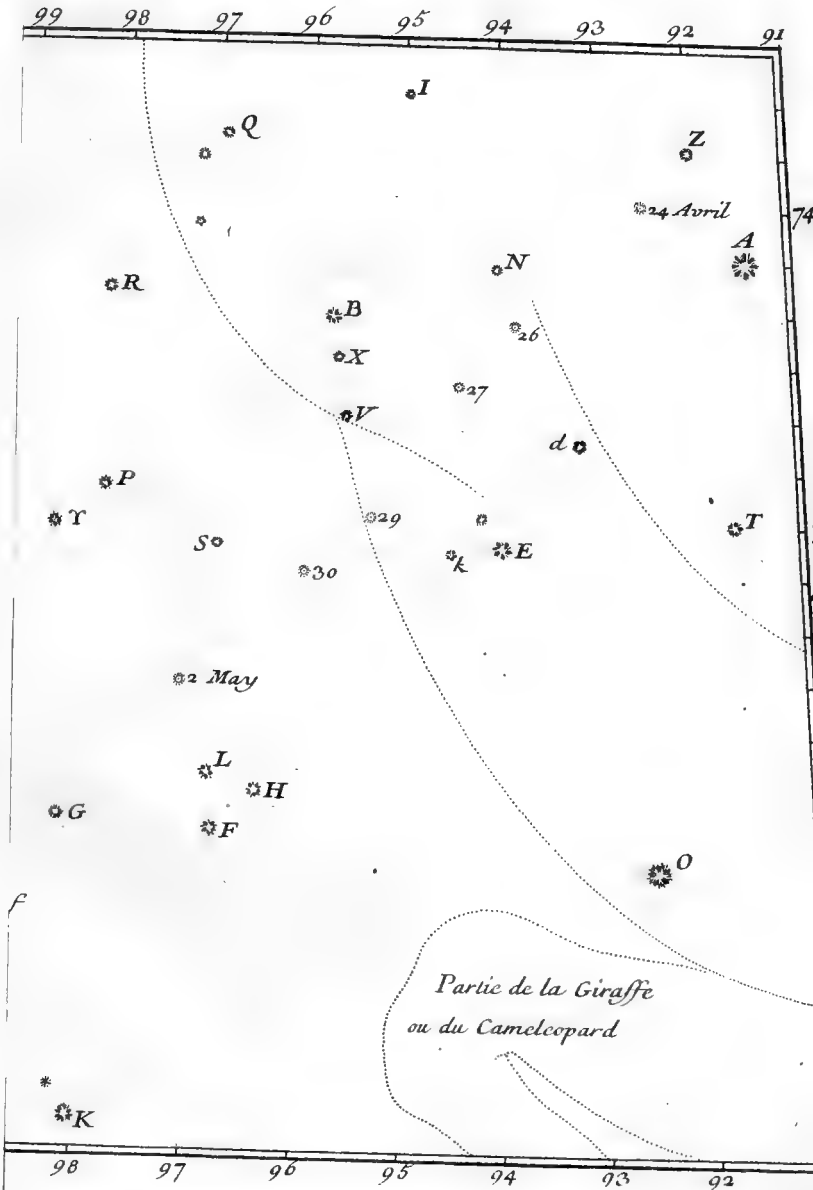 99 98 97 96 95 94 93 92 91
I
Q
Z
24 Avril
74
A
N
R
B
26
X
27
V
d
P
Υ
29
T
S
k
E
30
2 May
L
H
G
F
O
f
Partie de la Giraffe
ou du Cameleopard
K
98 97 96 95 94 93 92